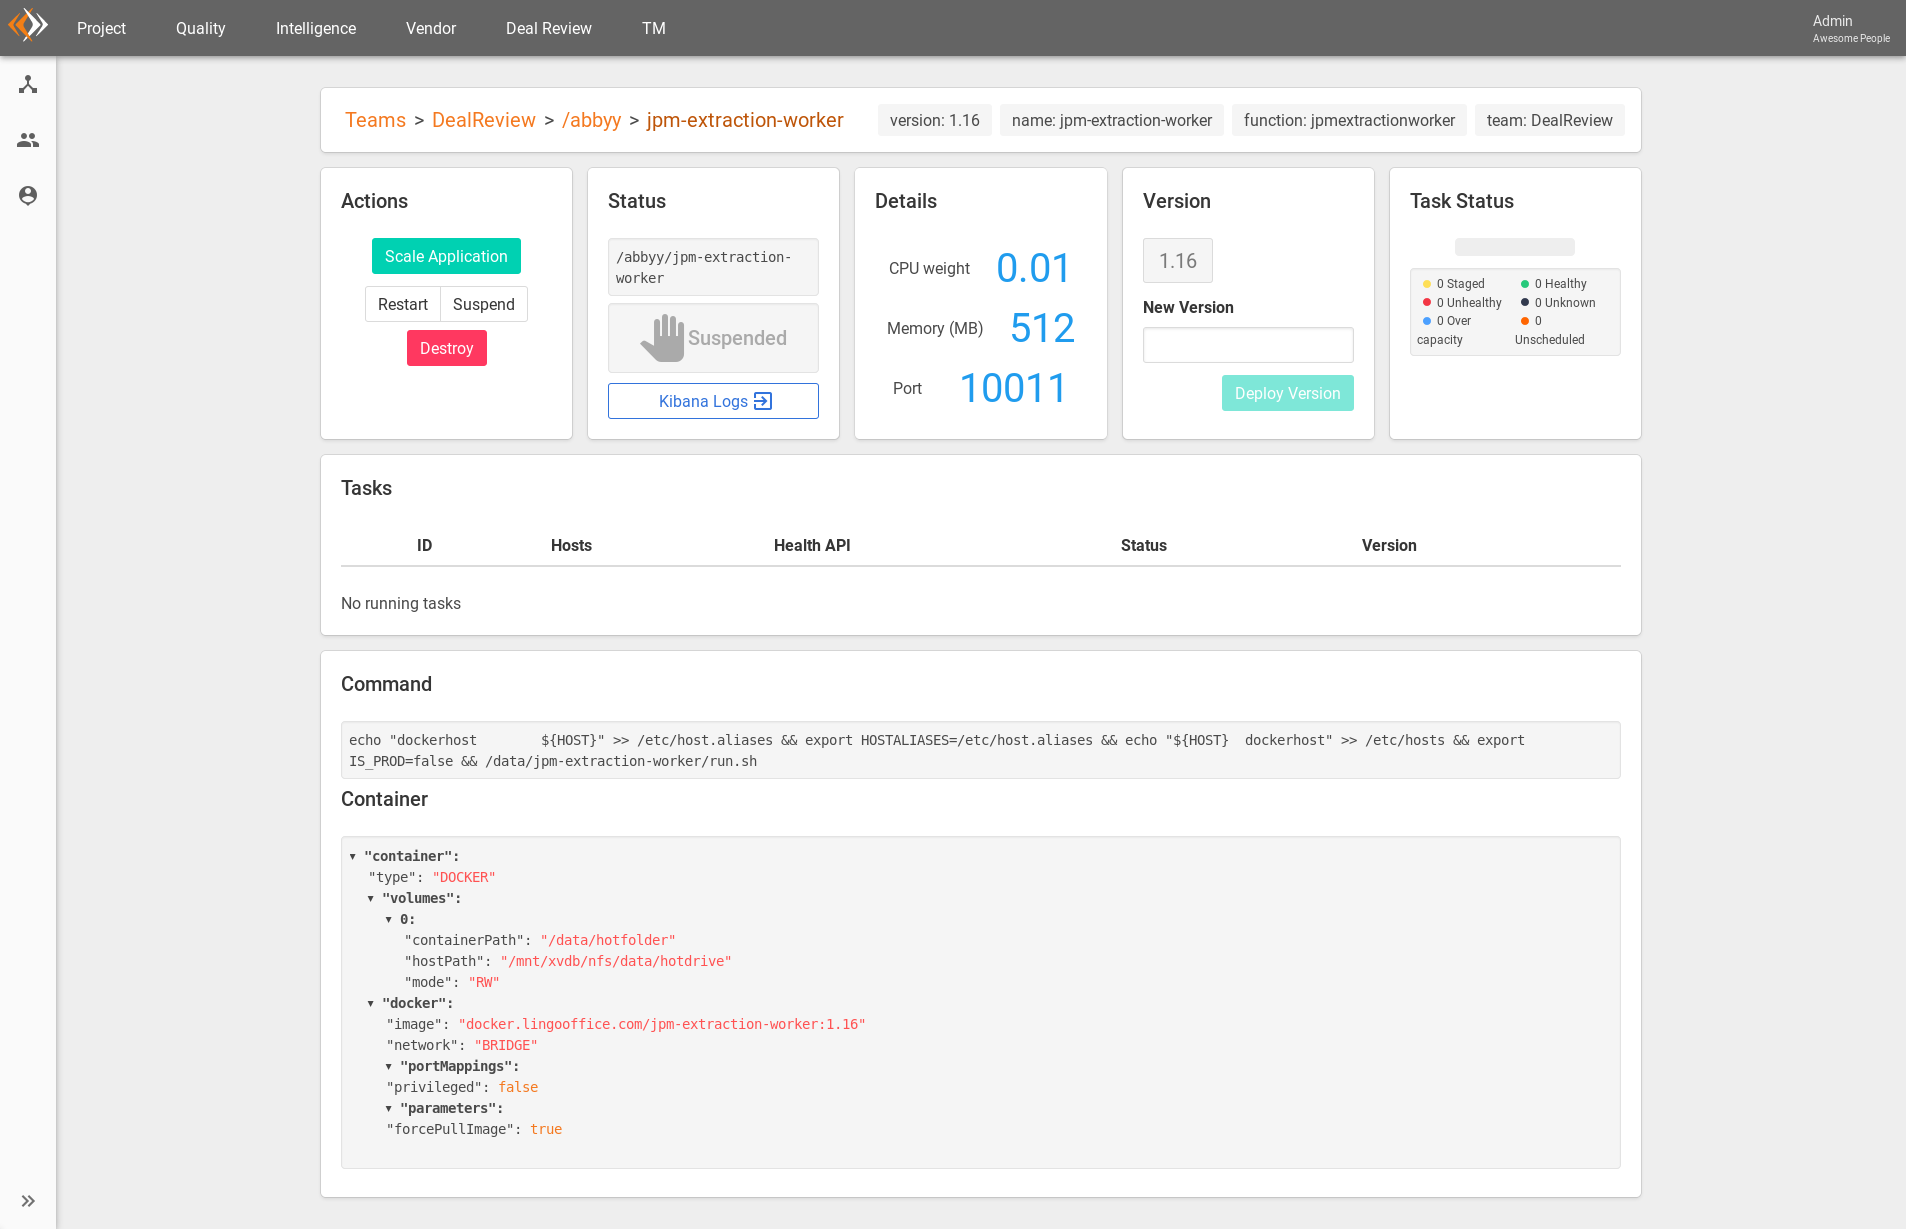 Project Quality Intelligence Vendor Deal Review TM
Admin
Awesome People
Teams > DealReview > /abbyy > jpm-extraction-worker
version: 1.16 name: jpm-extraction-worker function: jpmextractionworker team: DealReview
Actions
Scale Application
Restart Suspend
Destroy
Status
/abbyy/jpm-extraction-
worker
Suspended
Kibana Logs
Details
CPU weight 0.01
Memory (MB) 512
Port 10011
Version
1.16
New Version
Deploy Version
Task Status
0 Staged 0 Healthy
0 Unhealthy 0 Unknown
0 Over 0
capacity Unscheduled
Tasks
ID Hosts Health API Status Version
No running tasks
Command
echo "dockerhost        ${HOST}" >> /etc/host.aliases && export HOSTALIASES=/etc/host.aliases && echo "${HOST}  dockerhost" >> /etc/hosts && export
IS_PROD=false && /data/jpm-extraction-worker/run.sh
Container
▼ "container":
"type": "DOCKER"
▼ "volumes":
▼ 0:
"containerPath": "/data/hotfolder"
"hostPath": "/mnt/xvdb/nfs/data/hotdrive"
"mode": "RW"
▼ "docker":
"image": "docker.lingooffice.com/jpm-extraction-worker:1.16"
"network": "BRIDGE"
▼ "portMappings":
"privileged": false
▼ "parameters":
"forcePullImage": true